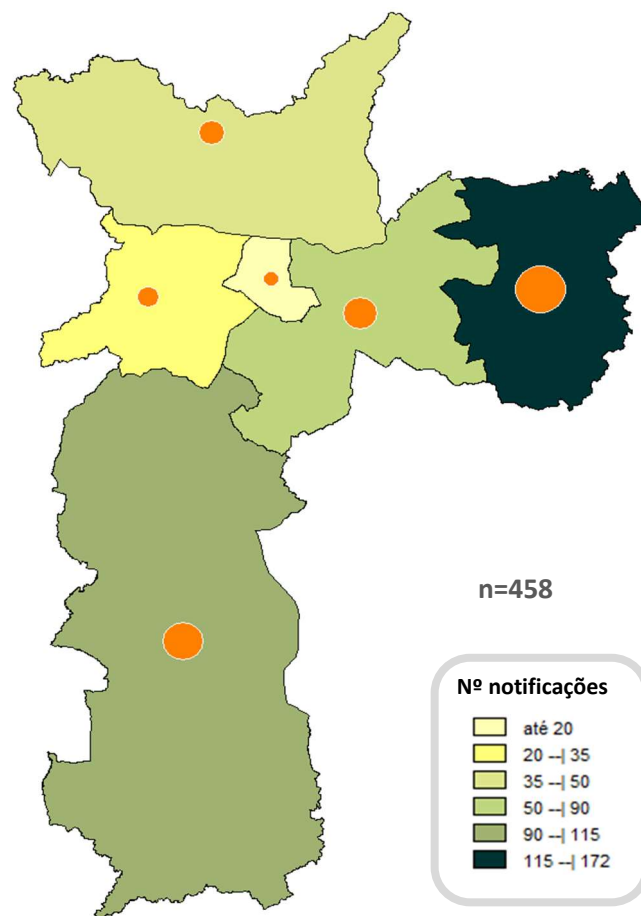 n=458
Nº notificações
até 20
20 --| 35
35 --| 50
50 --| 90
90 --| 115
115 --| 172